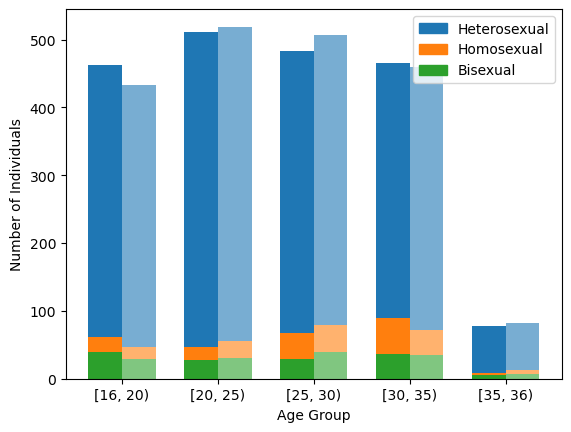 Heterosexual
Homosexual
Bisexual
Number of Individuals
500
400
300
200
100
0
[16, 20)
[20, 25)
[25, 30)
[30, 35)
[35, 36)
Age Group